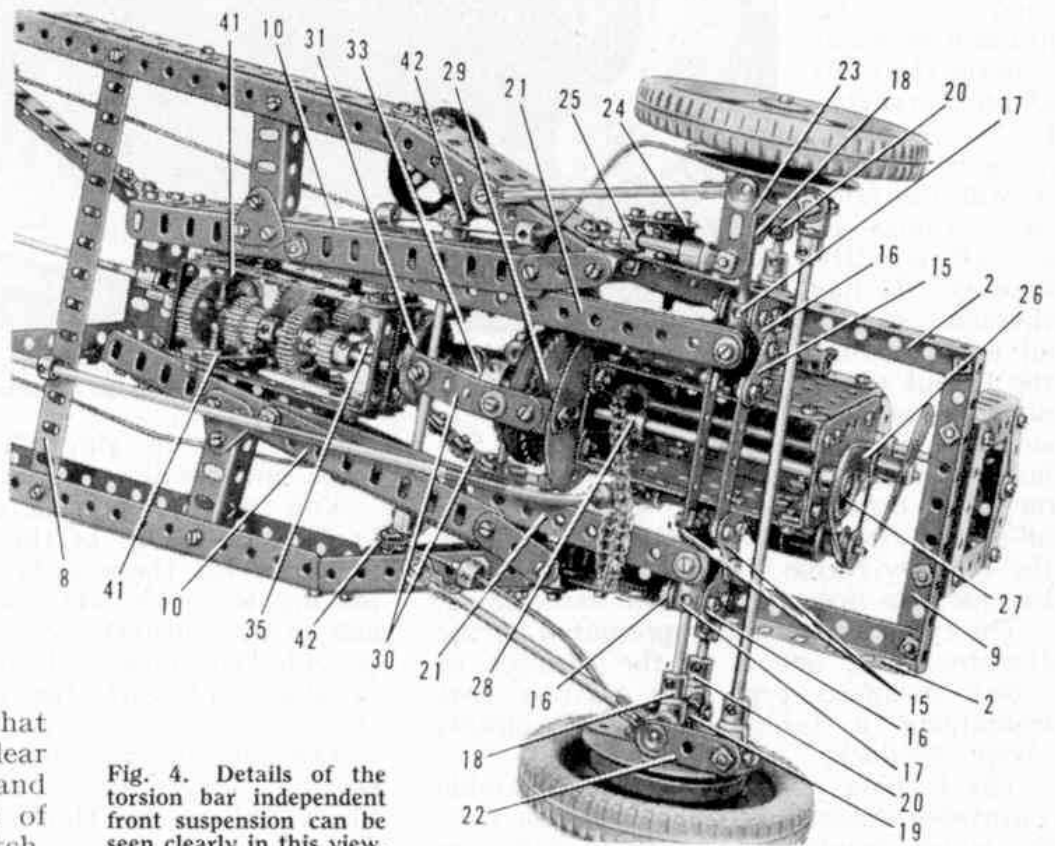 41 10 31 33 42 29 21 25 24 23 18 20 17
16
15
2
26
8 41 10 35 42 30 21 28 16 15 2 9 27
18 17 16
22 20
19
that
lear
and
of
Fig. 4. Details of the
torsion bar independent
front suspension can be
seen clearly in this view.